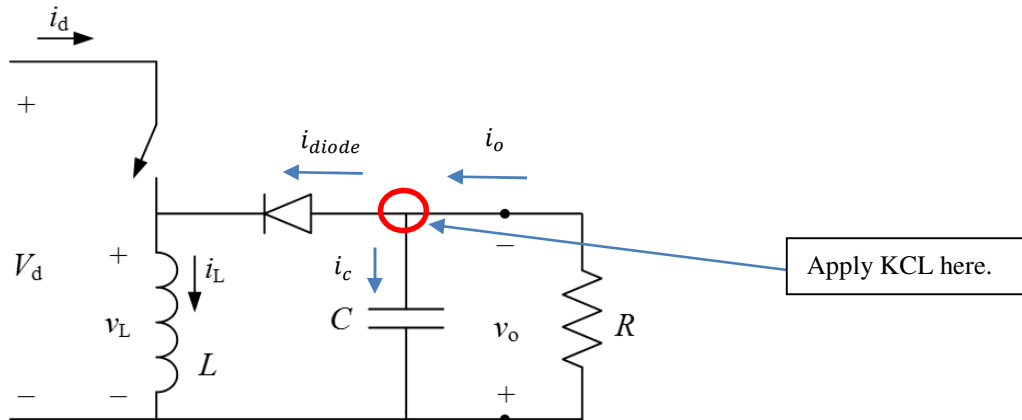 i_d
+
i_diode
i_o
−
Apply KCL here.
V_d
+
i_L
i_c
v_L
C
v_o
R
L
−
−
+